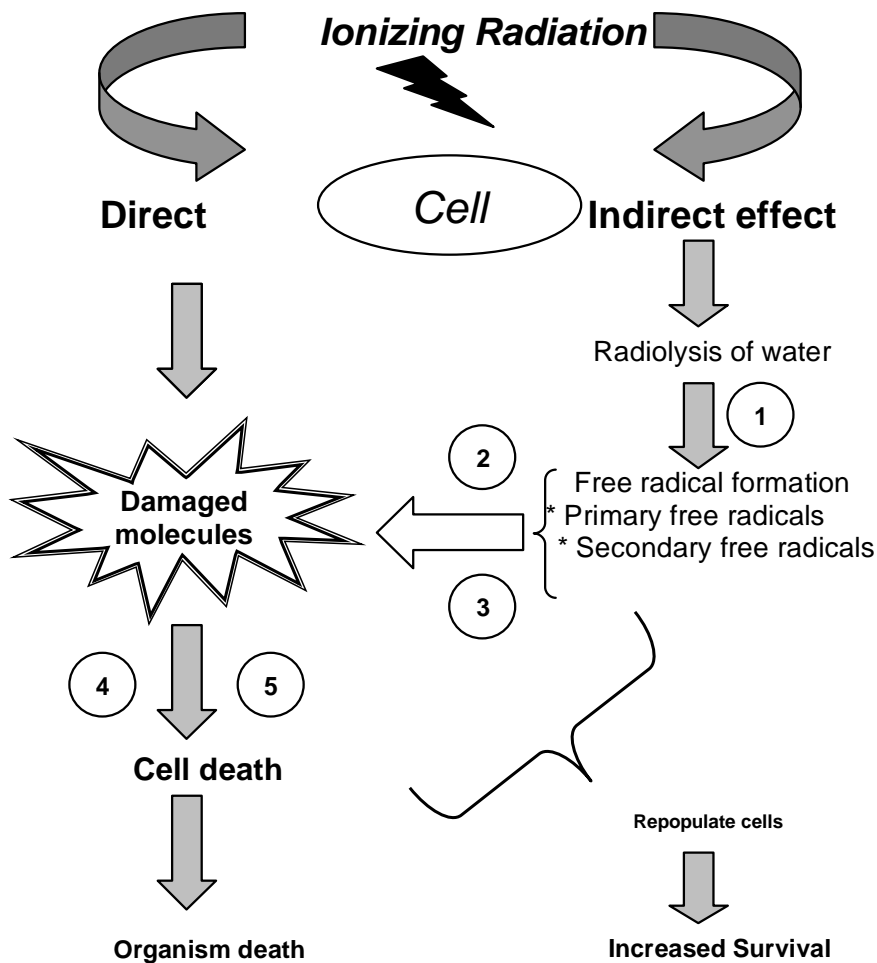 Ionizing Radiation
Cell
Direct
Indirect effect
Radiolysis of water
1
2
Free radical formation
* Primary free radicals
* Secondary free radicals
Damaged
molecules
3
4
5
Cell death
Repopulate cells
Organism death
Increased Survival